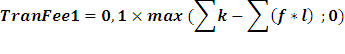 TranFee1 = 0,1 × max (∑k − ∑(f * l) ; 0)